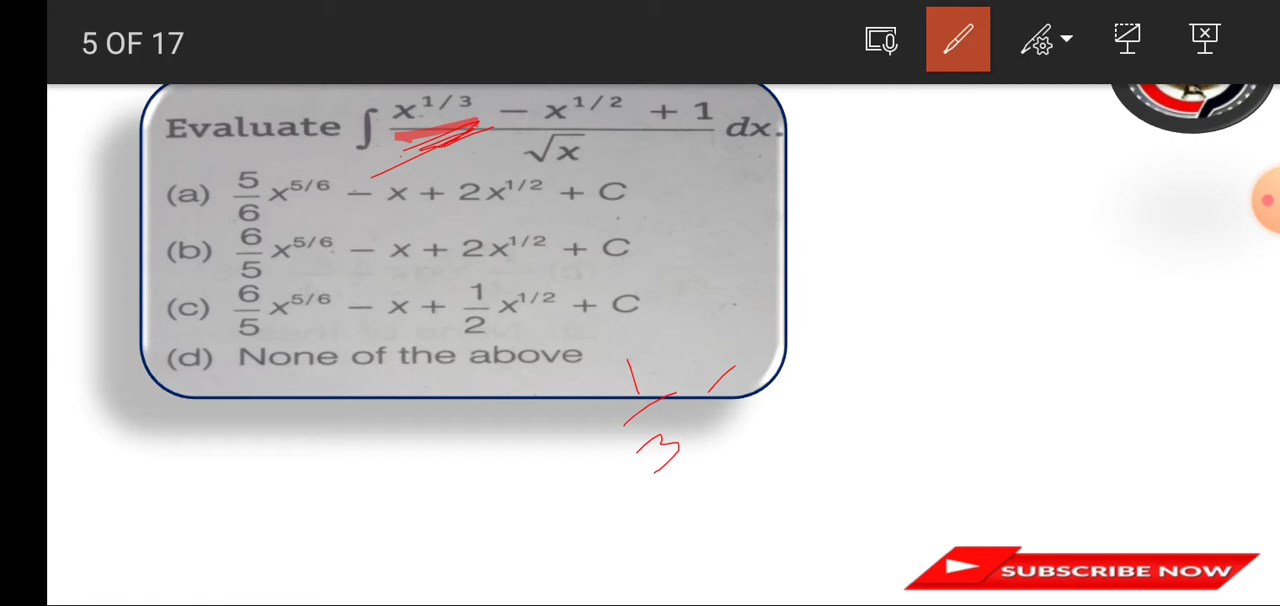 5 OF 17
Evaluate ∫ (x^{1/3} − x^{1/2} + 1)/√x dx.
(a) 5/6 x^{5/6} − x + 2x^{1/2} + C
(b) 6/5 x^{5/6} − x + 2x^{1/2} + C
(c) 6/5 x^{5/6} − x + 1/2 x^{1/2} + C
(d) None of the above
1/3
SUBSCRIBE NOW